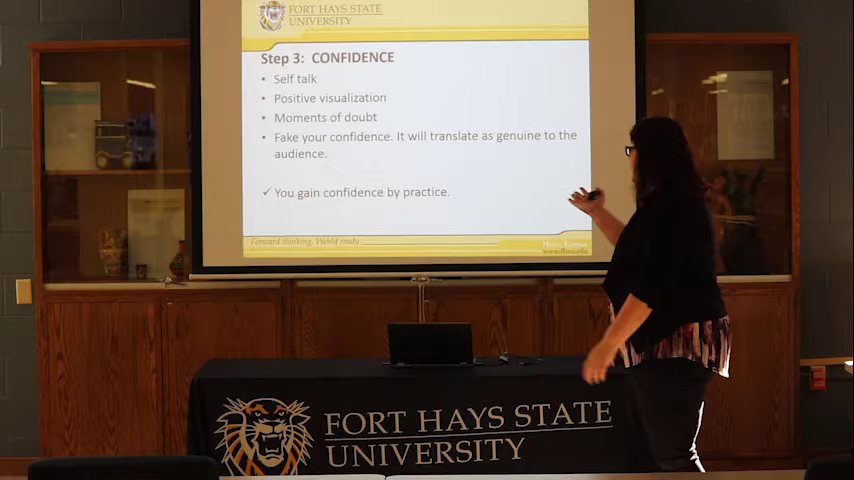 FORT HAYS STATE
UNIVERSITY
Step 3: CONFIDENCE
• Self talk
• Positive visualization
• Moments of doubt
• Fake your confidence. It will translate as genuine to the
audience.
✓ You gain confidence by practice.
Forward thinking. World ready.
FORT HAYS STATE
UNIVERSITY